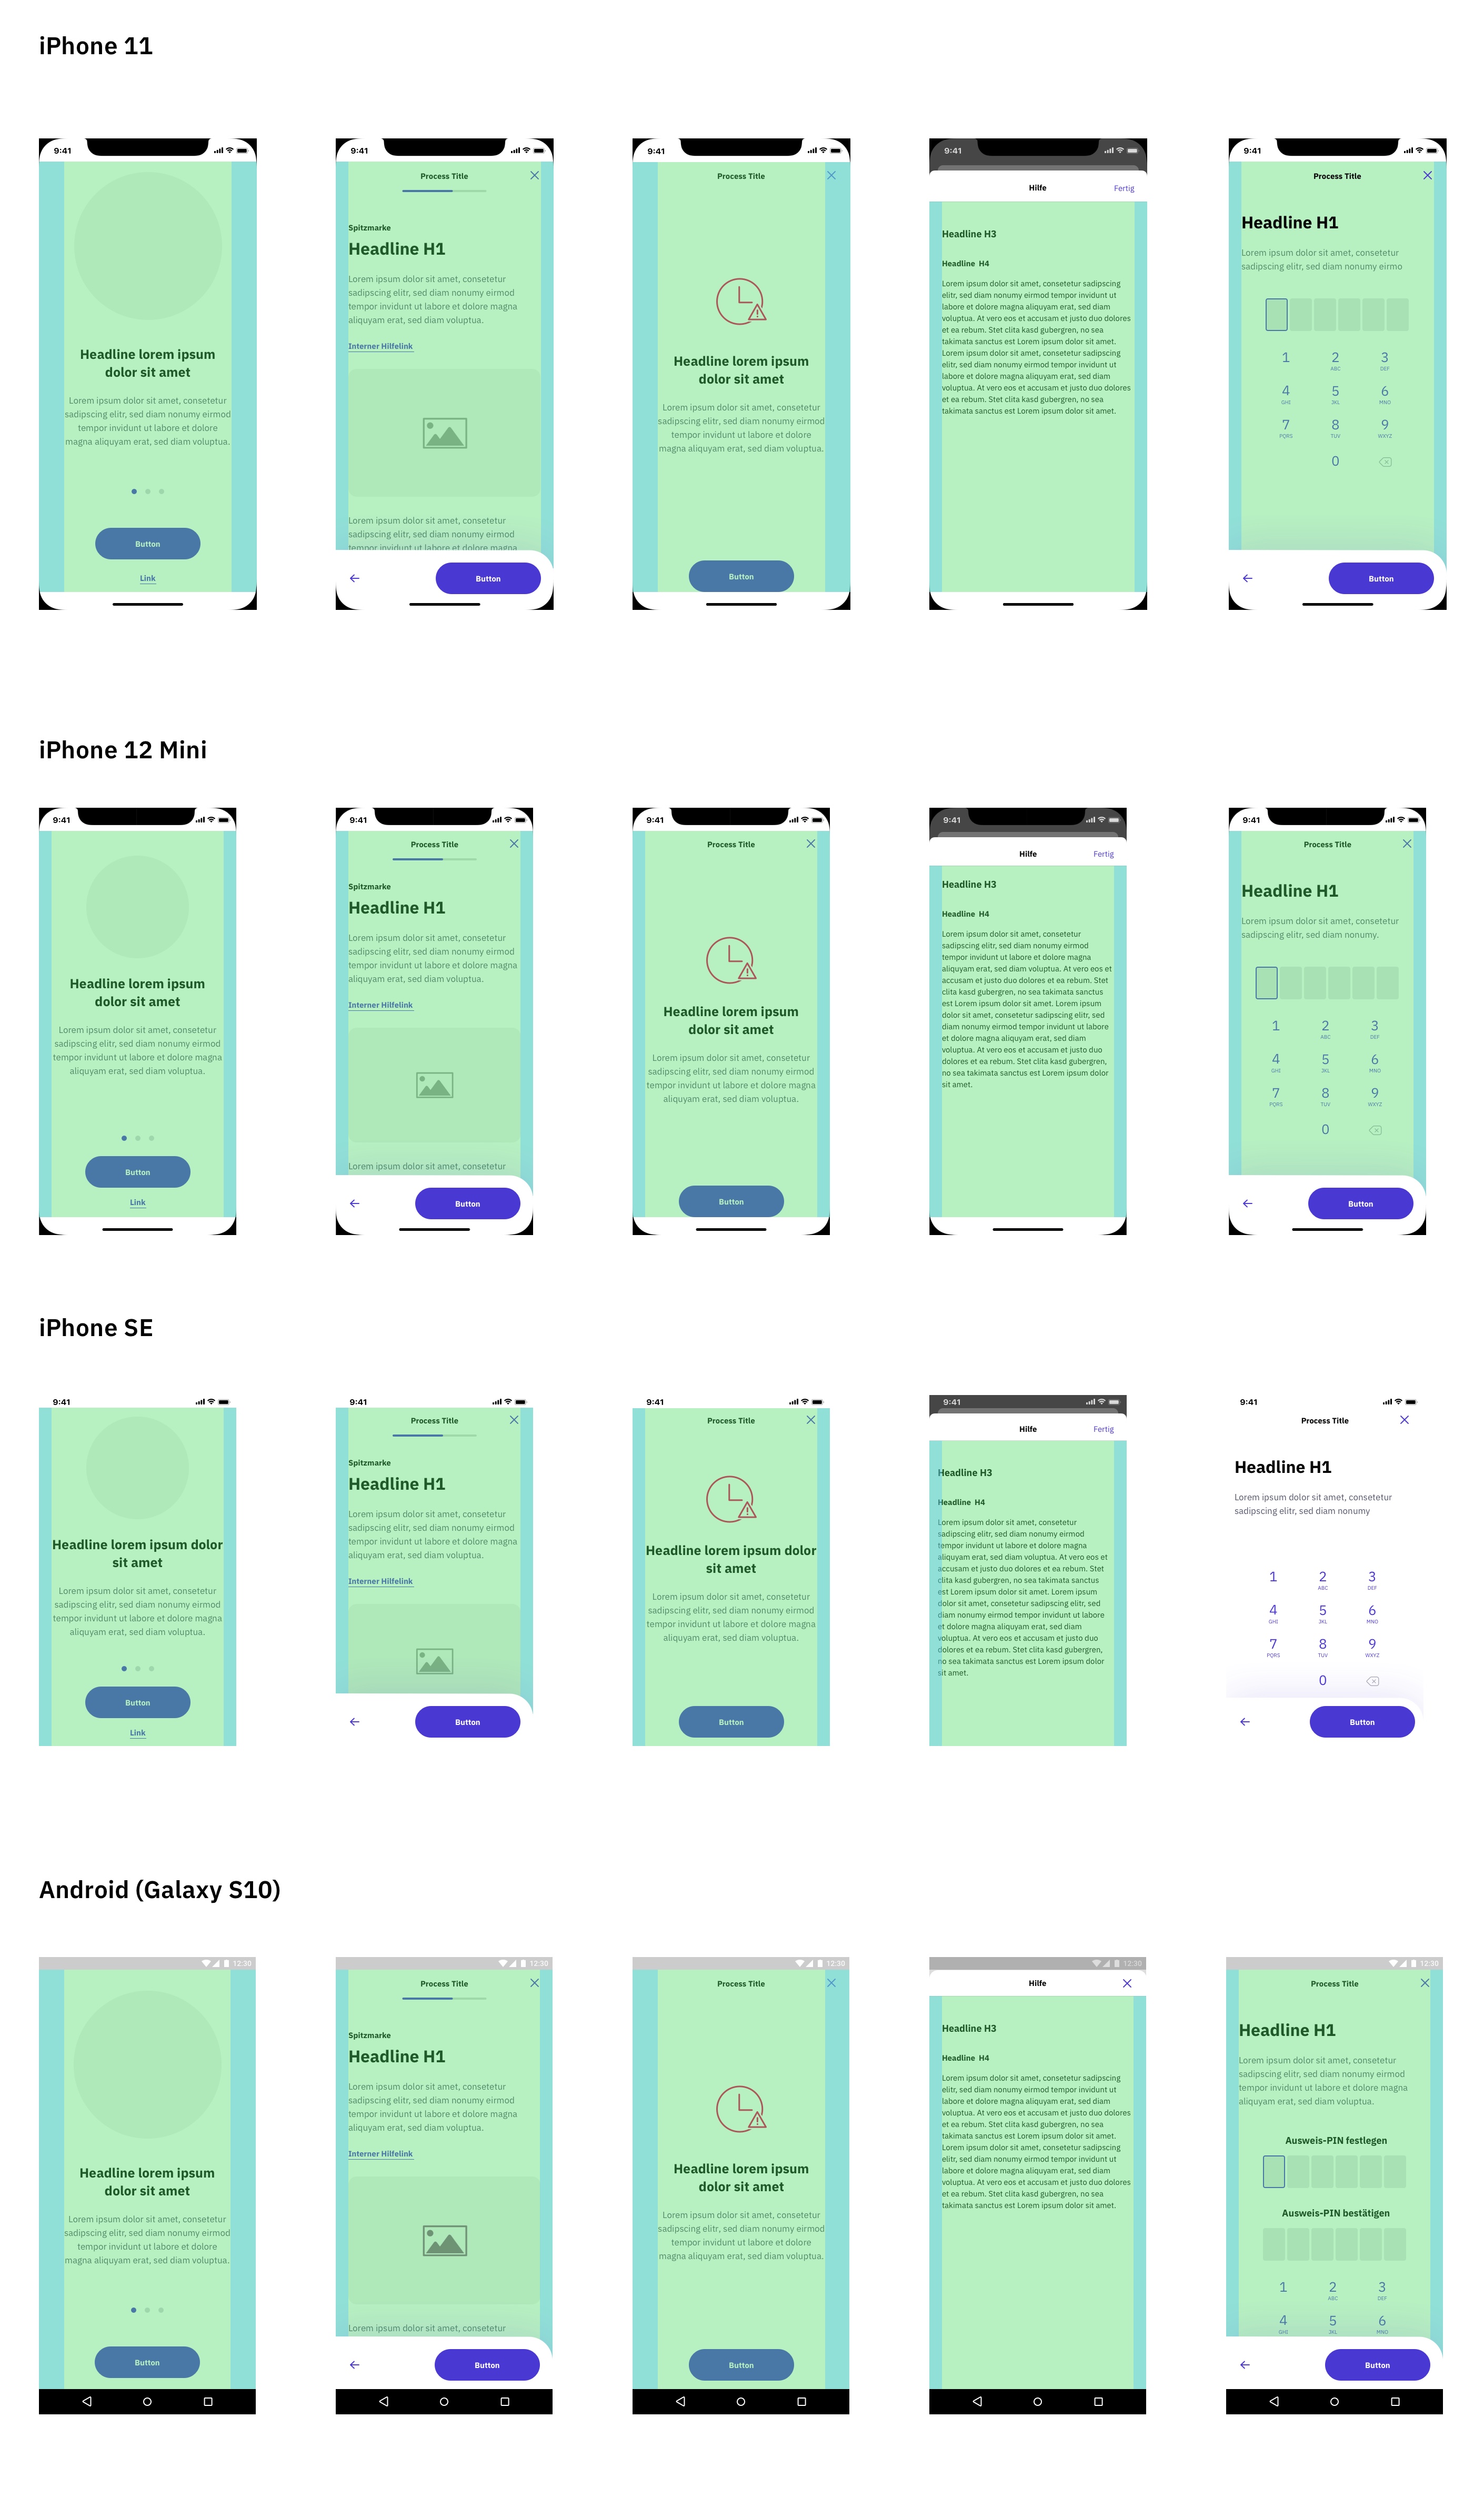 iPhone 11
9:41
Headline lorem ipsum
dolor sit amet
Lorem ipsum dolor sit amet, consetetur
sadipscing elitr, sed diam nonumy eirmod
tempor invidunt ut labore et dolore
magna aliquyam erat, sed diam voluptua.
Button
Link
9:41
Process Title
Spitzmarke
Headline H1
Lorem ipsum dolor sit amet, consetetur
sadipscing elitr, sed diam nonumy eirmod
tempor invidunt ut labore et dolore magna
aliquyam erat, sed diam voluptua.
Interner Hilfelink
Lorem ipsum dolor sit amet, consetetur
sadipscing elitr, sed diam nonumy eirmod
tempor invidunt ut labore et dolore magna
Button
9:41
Process Title
Headline lorem ipsum
dolor sit amet
Lorem ipsum dolor sit amet, consetetur
sadipscing elitr, sed diam nonumy eirmod
tempor invidunt ut labore et dolore
magna aliquyam erat, sed diam voluptua.
Button
9:41
Hilfe Fertig
Headline H3
Headline H4
Lorem ipsum dolor sit amet, consetetur sadipscing
elitr, sed diam nonumy eirmod tempor invidunt ut
labore et dolore magna aliquyam erat, sed diam
voluptua. At vero eos et accusam et justo duo dolores
et ea rebum. Stet clita kasd gubergren, no sea
takimata sanctus est Lorem ipsum dolor sit amet.
Lorem ipsum dolor sit amet, consetetur sadipscing
elitr, sed diam nonumy eirmod tempor invidunt ut
labore et dolore magna aliquyam erat, sed diam
voluptua. At vero eos et accusam et justo duo dolores
et ea rebum. Stet clita kasd gubergren, no sea
takimata sanctus est Lorem ipsum dolor sit amet.
9:41
Process Title
Headline H1
Lorem ipsum dolor sit amet, consetetur
sadipscing elitr, sed diam nonumy eirmo
1 2 3
ABC DEF
4 5 6
GHI JKL MNO
7 8 9
PQRS TUV WXYZ
0
Button
iPhone 12 Mini
9:41
Headline lorem ipsum
dolor sit amet
Lorem ipsum dolor sit amet, consetetur
sadipscing elitr, sed diam nonumy eirmod
tempor invidunt ut labore et dolore magna
aliquyam erat, sed diam voluptua.
Button
Link
9:41
Process Title
Spitzmarke
Headline H1
Lorem ipsum dolor sit amet, consetetur
sadipscing elitr, sed diam nonumy eirmod
tempor invidunt ut labore et dolore magna
aliquyam erat, sed diam voluptua.
Interner Hilfelink
Lorem ipsum dolor sit amet, consetetur
Button
9:41
Process Title
Headline lorem ipsum
dolor sit amet
Lorem ipsum dolor sit amet, consetetur
sadipscing elitr, sed diam nonumy eirmod
tempor invidunt ut labore et dolore magna
aliquyam erat, sed diam voluptua.
Button
9:41
Hilfe Fertig
Headline H3
Headline H4
Lorem ipsum dolor sit amet, consetetur
sadipscing elitr, sed diam nonumy eirmod
tempor invidunt ut labore et dolore magna
aliquyam erat, sed diam voluptua. At vero eos et
accusam et justo duo dolores et ea rebum. Stet
clita kasd gubergren, no sea takimata sanctus
est Lorem ipsum dolor sit amet. Lorem ipsum
dolor sit amet, consetetur sadipscing elitr, sed
diam nonumy eirmod tempor invidunt ut labore
et dolore magna aliquyam erat, sed diam
voluptua. At vero eos et accusam et justo duo
dolores et ea rebum. Stet clita kasd gubergren,
no sea takimata sanctus est Lorem ipsum dolor
sit amet.
9:41
Process Title
Headline H1
Lorem ipsum dolor sit amet, consetetur
sadipscing elitr, sed diam nonumy.
1 2 3
ABC DEF
4 5 6
GHI JKL MNO
7 8 9
PQRS TUV WXYZ
0
Button
iPhone SE
9:41
Headline lorem ipsum dolor
sit amet
Lorem ipsum dolor sit amet, consetetur
sadipscing elitr, sed diam nonumy eirmod
tempor invidunt ut labore et dolore magna
aliquyam erat, sed diam voluptua.
Button
Link
9:41
Process Title
Spitzmarke
Headline H1
Lorem ipsum dolor sit amet, consetetur
sadipscing elitr, sed diam nonumy eirmod
tempor invidunt ut labore et dolore magna
aliquyam erat, sed diam voluptua.
Interner Hilfelink
Button
9:41
Process Title
Headline lorem ipsum dolor
sit amet
Lorem ipsum dolor sit amet, consetetur
sadipscing elitr, sed diam nonumy eirmod
tempor invidunt ut labore et dolore magna
aliquyam erat, sed diam voluptua.
Button
9:41
Hilfe Fertig
Headline H3
Headline H4
Lorem ipsum dolor sit amet, consetetur
sadipscing elitr, sed diam nonumy eirmod
tempor invidunt ut labore et dolore magna
aliquyam erat, sed diam voluptua. At vero eos et
accusam et justo duo dolores et ea rebum. Stet
clita kasd gubergren, no sea takimata sanctus
est Lorem ipsum dolor sit amet. Lorem ipsum
dolor sit amet, consetetur sadipscing elitr, sed
diam nonumy eirmod tempor invidunt ut labore
et dolore magna aliquyam erat, sed diam
voluptua. At vero eos et accusam et justo duo
dolores et ea rebum. Stet clita kasd gubergren,
no sea takimata sanctus est Lorem ipsum dolor
sit amet.
9:41
Process Title
Headline H1
Lorem ipsum dolor sit amet, consetetur
sadipscing elitr, sed diam nonumy
1 2 3
ABC DEF
4 5 6
GHI JKL MNO
7 8 9
PQRS TUV WXYZ
0
Button
Android (Galaxy S10)
12:30
Headline lorem ipsum
dolor sit amet
Lorem ipsum dolor sit amet, consetetur
sadipscing elitr, sed diam nonumy eirmod
tempor invidunt ut labore et dolore
magna aliquyam erat, sed diam voluptua.
Button
12:30
Process Title
Spitzmarke
Headline H1
Lorem ipsum dolor sit amet, consetetur
sadipscing elitr, sed diam nonumy eirmod
tempor invidunt ut labore et dolore magna
aliquyam erat, sed diam voluptua.
Interner Hilfelink
Lorem ipsum dolor sit amet, consetetur
Button
12:30
Process Title
Headline lorem ipsum
dolor sit amet
Lorem ipsum dolor sit amet, consetetur
sadipscing elitr, sed diam nonumy eirmod
tempor invidunt ut labore et dolore
magna aliquyam erat, sed diam voluptua.
Button
12:30
Hilfe
Headline H3
Headline H4
Lorem ipsum dolor sit amet, consetetur sadipscing
elitr, sed diam nonumy eirmod tempor invidunt ut
labore et dolore magna aliquyam erat, sed diam
voluptua. At vero eos et accusam et justo duo dolores
et ea rebum. Stet clita kasd gubergren, no sea
takimata sanctus est Lorem ipsum dolor sit amet.
Lorem ipsum dolor sit amet, consetetur sadipscing
elitr, sed diam nonumy eirmod tempor invidunt ut
labore et dolore magna aliquyam erat, sed diam
voluptua. At vero eos et accusam et justo duo dolores
et ea rebum. Stet clita kasd gubergren, no sea
takimata sanctus est Lorem ipsum dolor sit amet.
12:30
Process Title
Headline H1
Lorem ipsum dolor sit amet, consetetur
sadipscing elitr, sed diam nonumy eirmod
tempor invidunt ut labore et dolore magna
aliquyam erat, sed diam voluptua.
Ausweis-PIN festlegen
Ausweis-PIN bestätigen
1 2 3
ABC DEF
4 5 6
GHI JKL MNO
Button